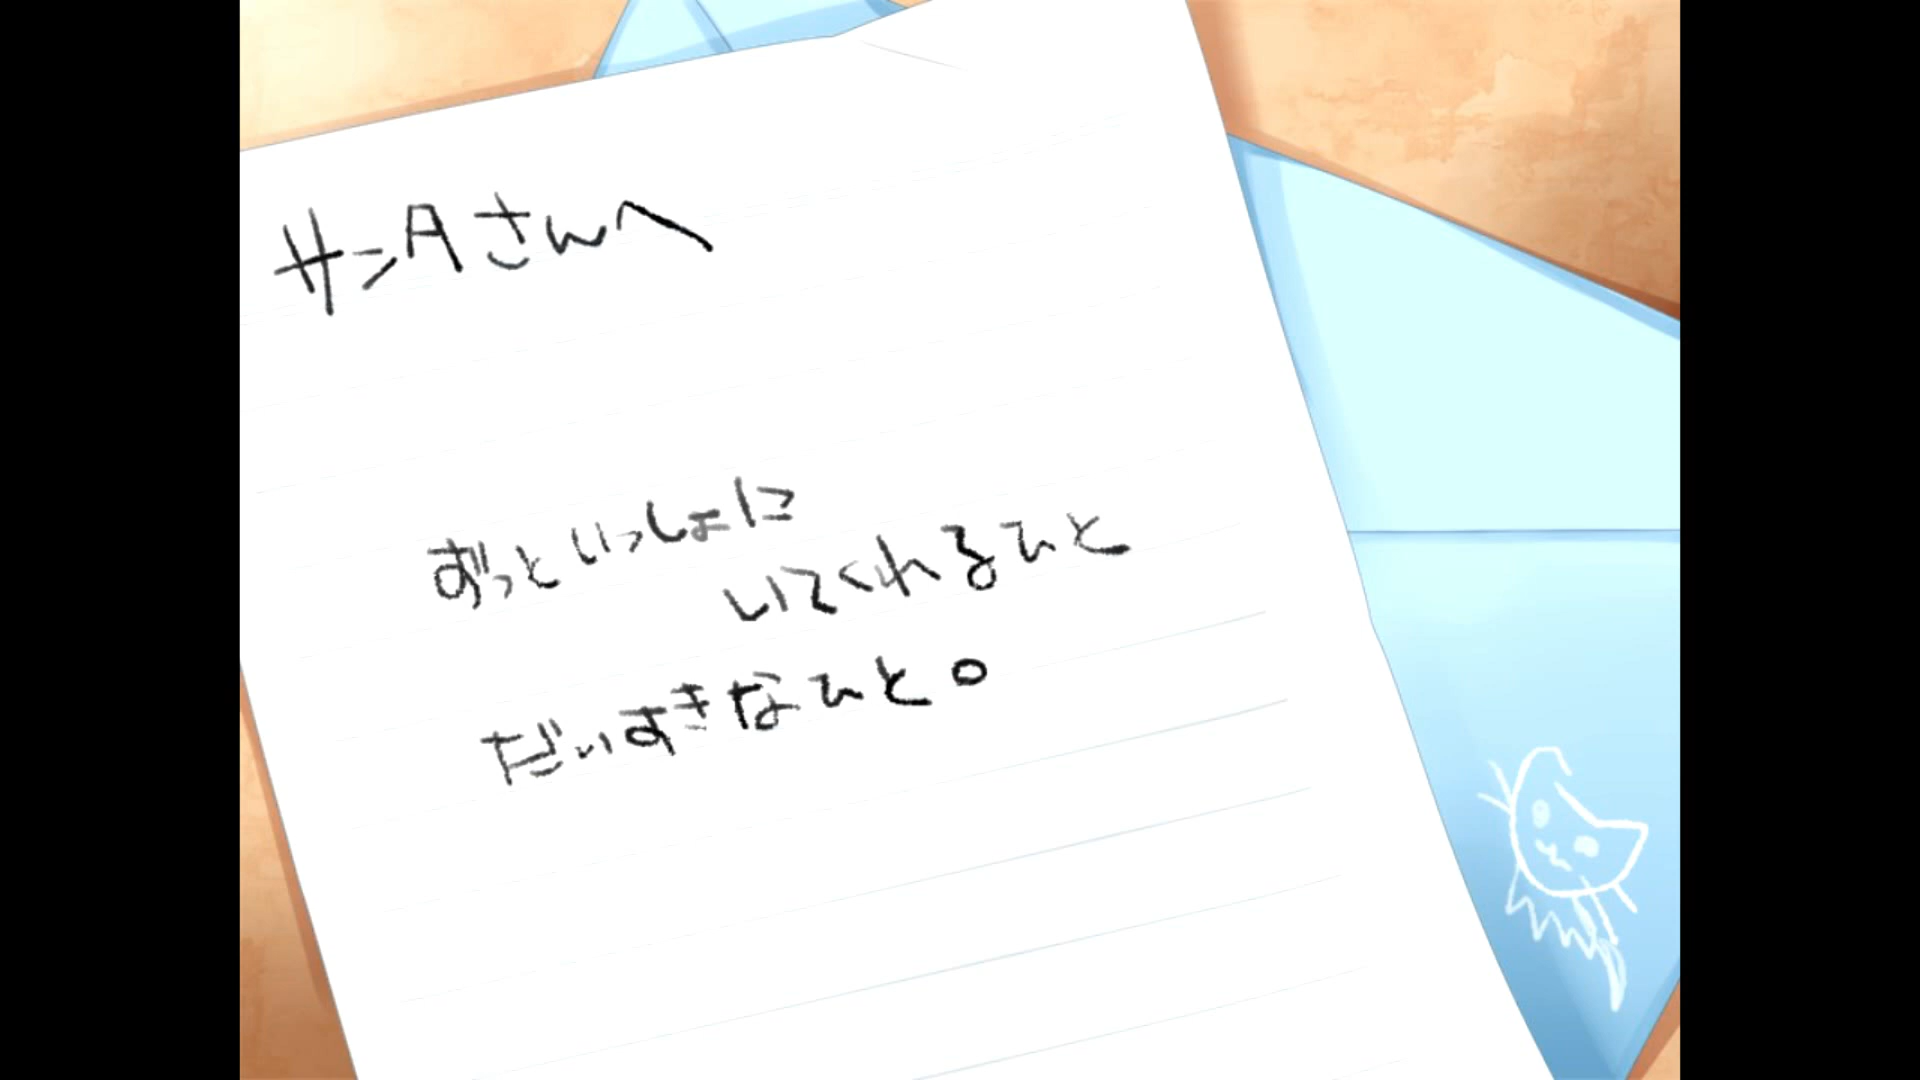 サンAさんへ
ずっといっしょに
いてくれるひと
だいすきなひと。